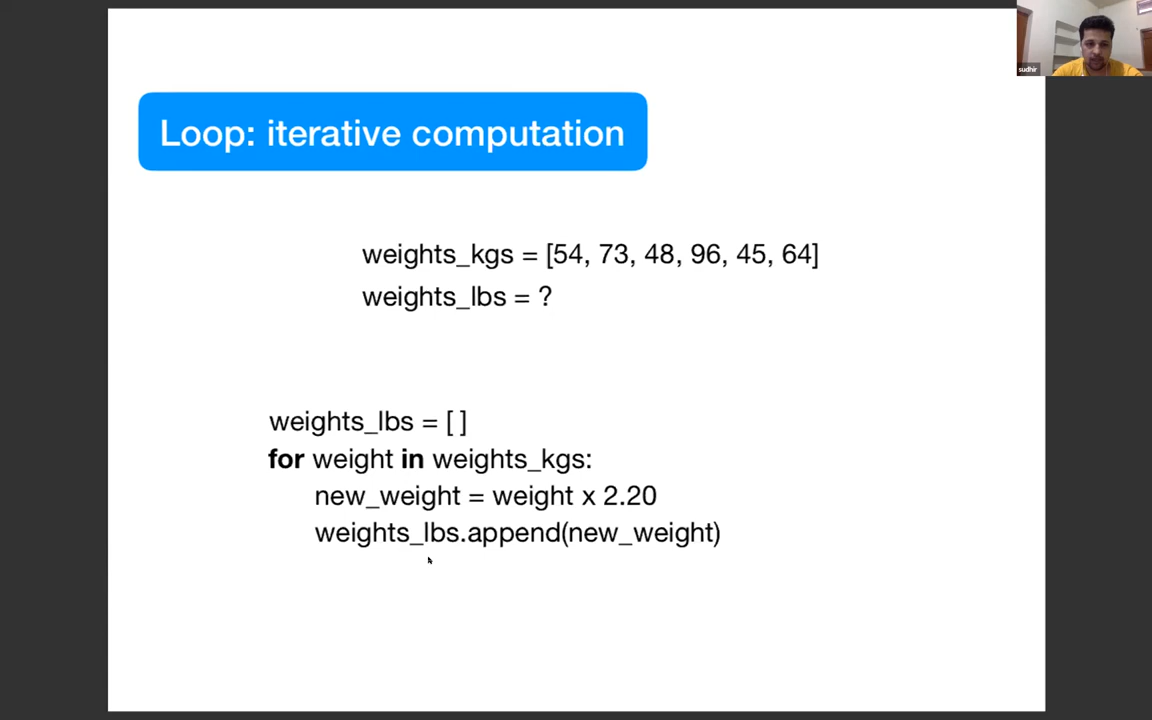 Loop: iterative computation
weights_kgs = [54, 73, 48, 96, 45, 64]
weights_lbs = ?
weights_lbs = [ ]
for weight in weights_kgs:
new_weight = weight x 2.20
weights_lbs.append(new_weight)
sudhir